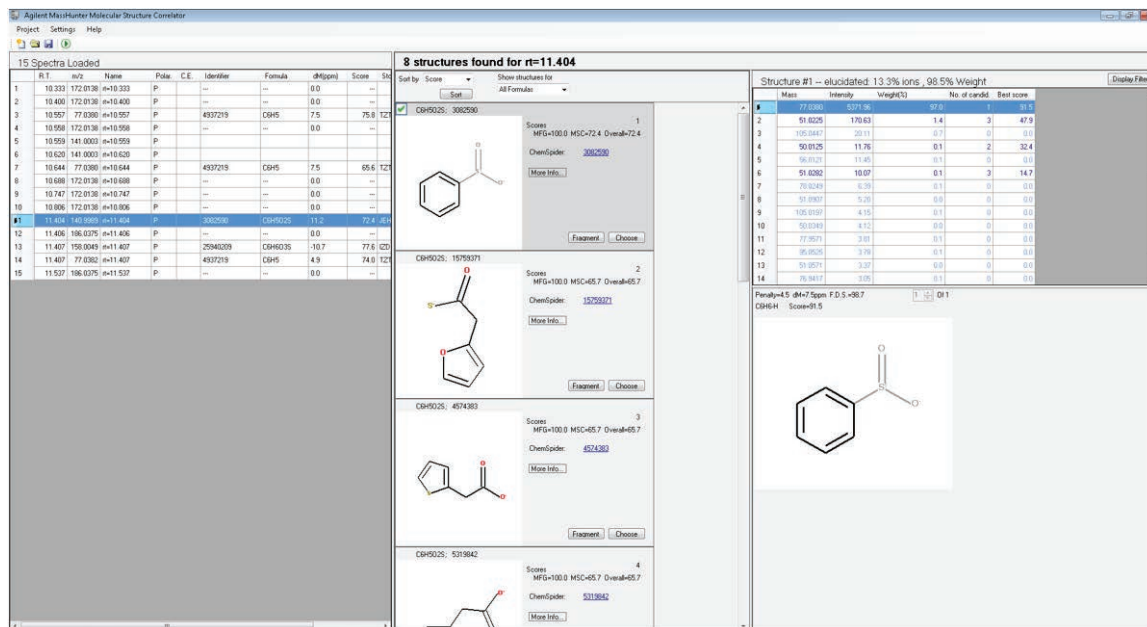 Agilent MassHunter Molecular Structure Correlator
Project Settings Help
15 Spectra Loaded
R.T. m/z Name Polar. C.E. Identifier Formula dM(ppm) Score
1 10.333 172.0138 rt=10.333 P --- --- 0.0 ---
2 10.400 172.0138 rt=10.400 P --- --- 0.0 ---
3 10.557 77.0380 rt=10.557 P 4937219 C6H5 7.5 75.8 TZT
4 10.558 172.0138 rt=10.558 P --- --- 0.0 ---
5 10.559 141.0003 rt=10.559 P
6 10.620 141.0003 rt=10.620 P
7 10.644 77.0380 rt=10.644 P 4937219 C6H5 7.5 65.6 TZT
8 10.688 172.0138 rt=10.688 P --- --- 0.0 ---
9 10.747 172.0138 rt=10.747 P --- --- 0.0 ---
10 10.806 172.0138 rt=10.806 P --- --- 0.0 ---
11.404 140.9989 rt=11.404 P 3082590 C6H5O2S 11.2 72.4
12 11.406 186.0375 rt=11.406 P --- --- 0.0 ---
13 11.407 158.0049 rt=11.407 P 25940209 C6H6O3S -10.7 77.6 IZD
14 11.407 77.0382 rt=11.407 P 4937219 C6H5 4.9 74.0 TZT
15 11.537 186.0375 rt=11.537 P --- --- 0.0 ---
8 structures found for rt=11.404
Sort by Score
Show structures for
All Formulas
Sort
C6H5O2S; 3082590
1
Scores
MFG=100.0 MSC=72.4 Overall=72.4
ChemSpider: 3082590
More Info...
Fragment Choose
C6H5O2S; 15759371
2
Scores
MFG=100.0 MSC=65.7 Overall=65.7
ChemSpider: 15759371
More Info...
Fragment Choose
C6H5O2S; 4574383
3
Scores
MFG=100.0 MSC=65.7 Overall=65.7
ChemSpider: 4574383
More Info...
Fragment Choose
C6H5O2S; 5319842
4
Scores
MFG=100.0 MSC=65.7 Overall=65.7
ChemSpider: 5319842
More Info...
Structure #1 -- elucidated: 13.3% ions , 98.5% Weight
Display Filter
Mass Intensity Weight(%) No. of candid. Best score
77.0380 5371.96 97.0 1 91.5
2 51.0225 170.63 1.4 3 47.9
3 105.0447 20.11 0.7 0 0.0
4 50.0125 11.76 0.1 2 32.4
5 56.0121 11.45 0.1 0 0.0
6 51.0282 10.07 0.1 3 14.7
7 78.0249 6.39 0.1 0 0.0
8 51.0907 5.20 0.0 0 0.0
9 105.0197 4.15 0.1 0 0.0
10 50.0349 4.12 0.0 0 0.0
11 77.9571 3.81 0.1 0 0.0
12 95.0525 3.78 0.1 0 0.0
13 51.9571 3.37 0.0 0 0.0
14 76.9417 3.05 0.1 0 0.0
Penalty=4.5 dM=7.5ppm F.D.S.=98.7
1 Of 1
C6H6-H Score=91.5